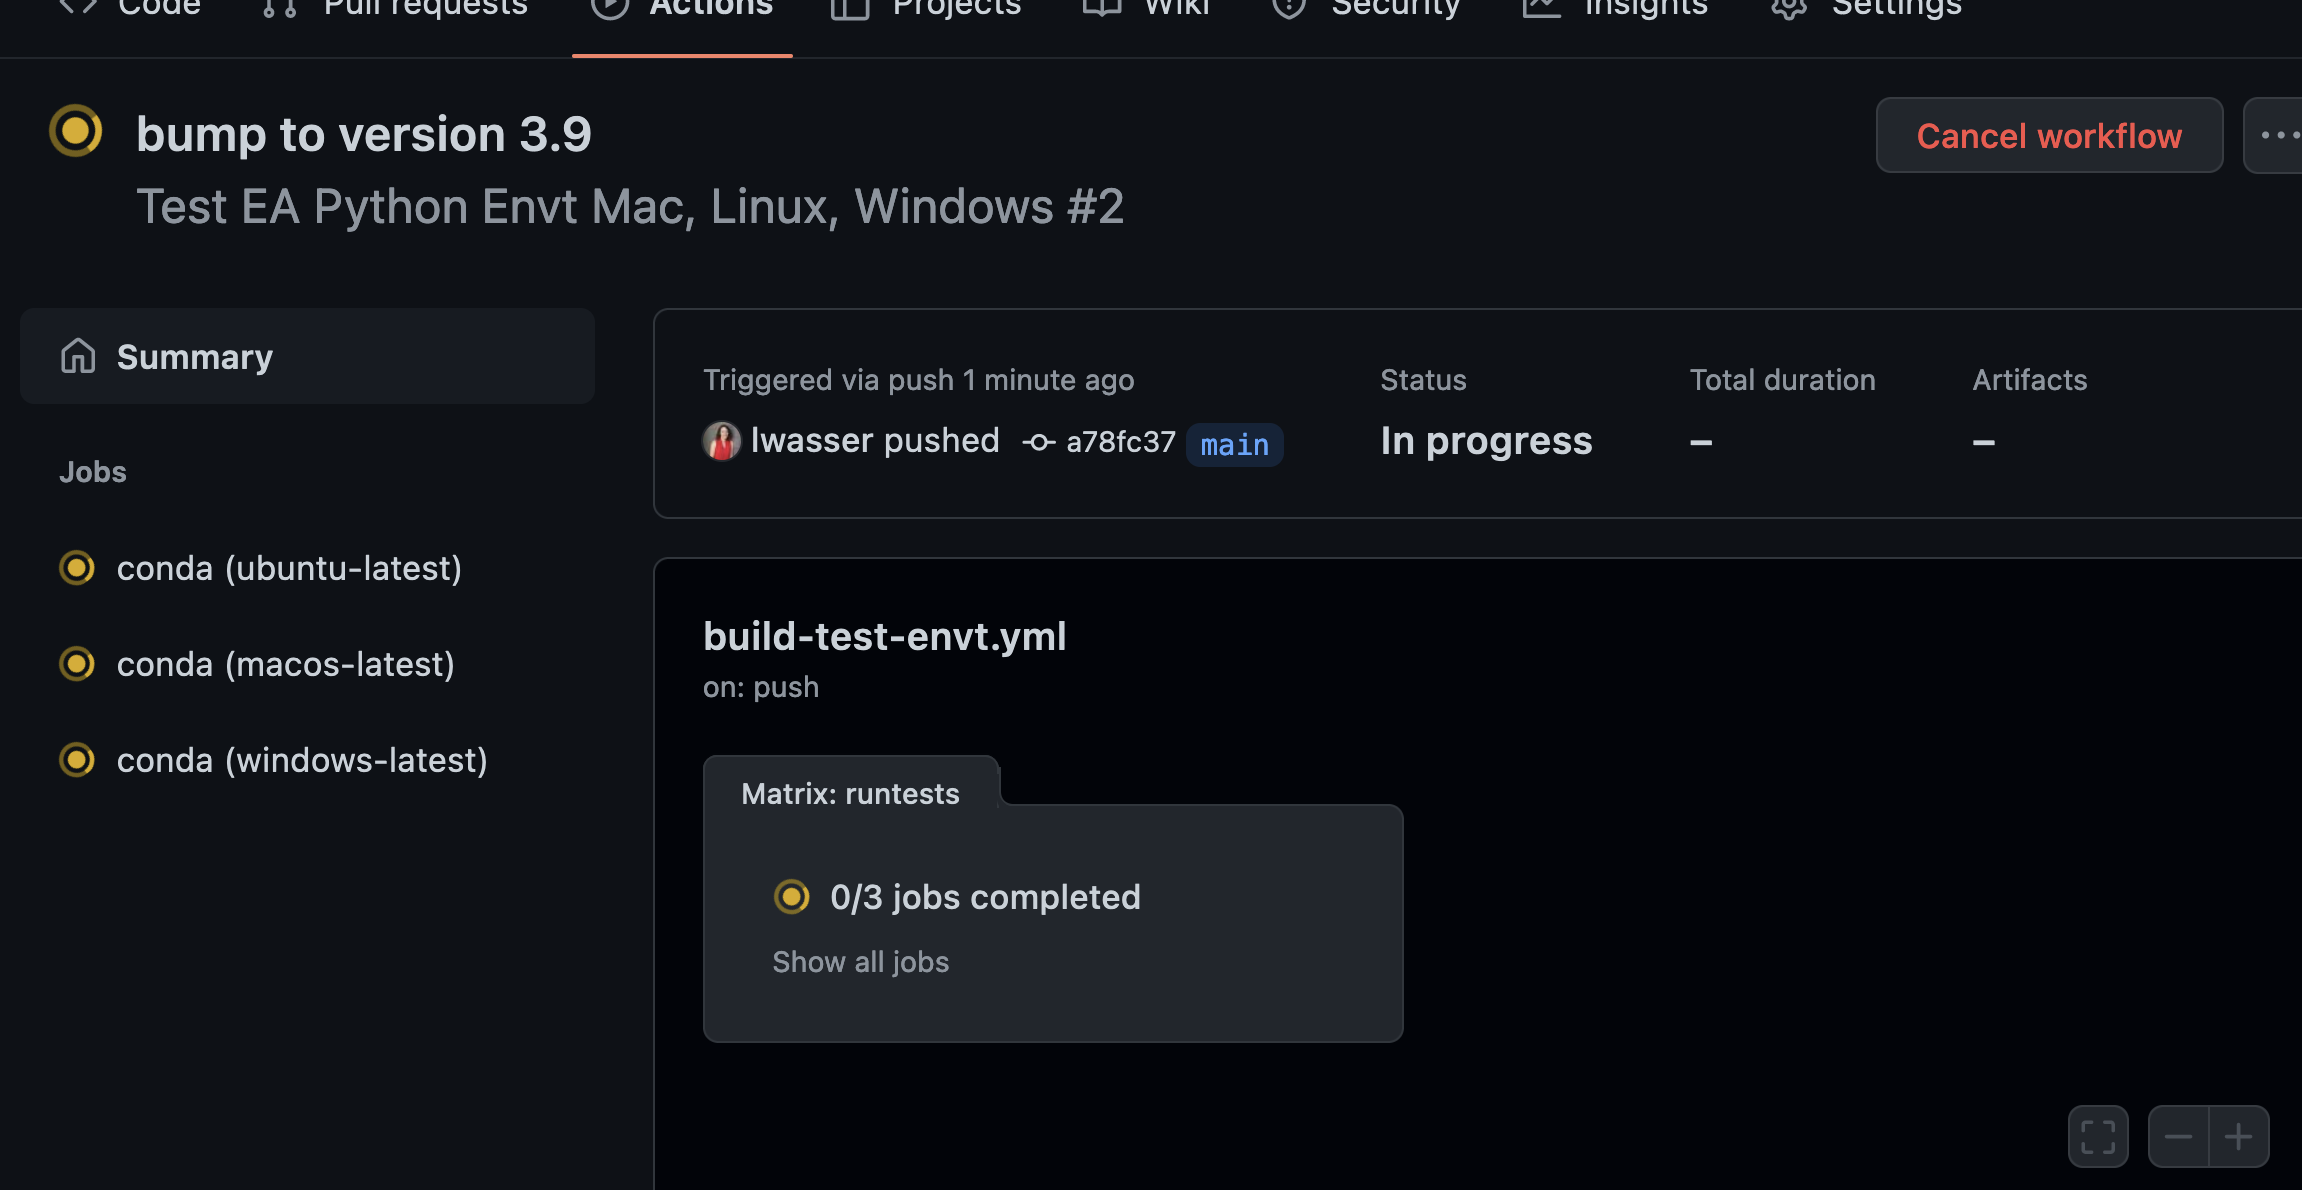 Code Pull requests Actions Projects Wiki Security Insights Settings
bump to version 3.9
Cancel workflow
Test EA Python Envt Mac, Linux, Windows #2
Summary
Jobs
conda (ubuntu-latest)
conda (macos-latest)
conda (windows-latest)
Triggered via push 1 minute ago
lwasser pushed a78fc37 main
Status
In progress
Total duration
–
Artifacts
–
build-test-envt.yml
on: push
Matrix: runtests
0/3 jobs completed
Show all jobs